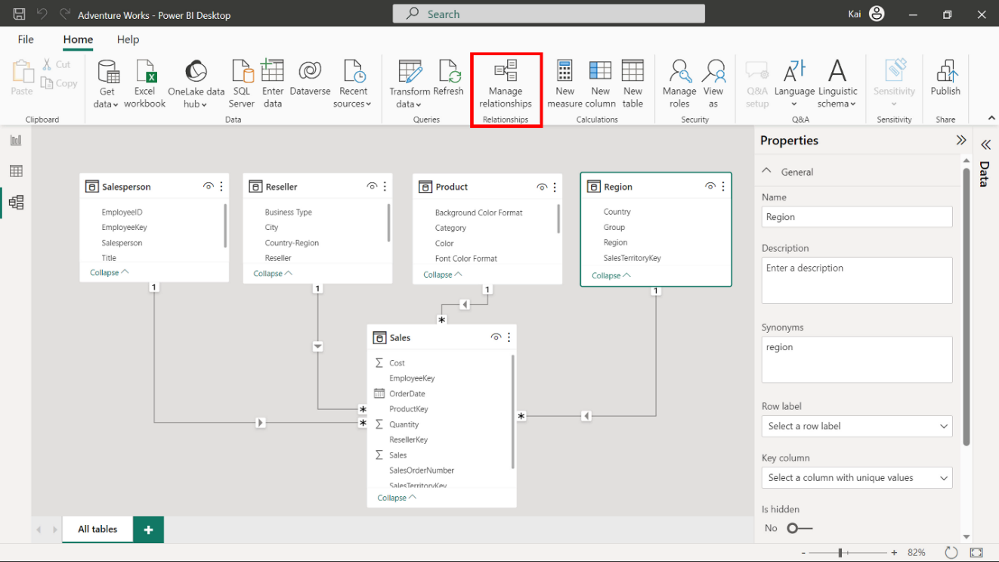 Adventure Works - Power BI Desktop
Search
Kai
File
Home
Help
Paste
Cut
Copy
Clipboard
Get
data
Excel
workbook
OneLake data
hub
SQL
Server
Enter
data
Dataverse
Recent
sources
Data
Transform
data
Refresh
Queries
Manage
relationships
Relationships
New
measure
New
column
New
table
Calculations
Manage
roles
View
as
Security
Q&A
setup
Language
Linguistic
schema
Q&A
Sensitivity
Sensitivity
Publish
Share
Salesperson
EmployeeID
EmployeeKey
Salesperson
Title
Collapse
1
Reseller
Business Type
City
Country-Region
Reseller
Collapse
1
Product
Background Color Format
Category
Color
Font Color Format
Collapse
1
*
Region
Country
Group
Region
SalesTerritoryKey
Collapse
1
Sales
Cost
EmployeeKey
OrderDate
ProductKey
Quantity
ResellerKey
Sales
SalesOrderNumber
SalesTerritoryKey
Collapse
*
*
*
Properties
General
Name
Region
Description
Enter a description
Synonyms
region
Row label
Select a row label
Key column
Select a column with unique values
Is hidden
No
Data
All tables
+
-
+
82%